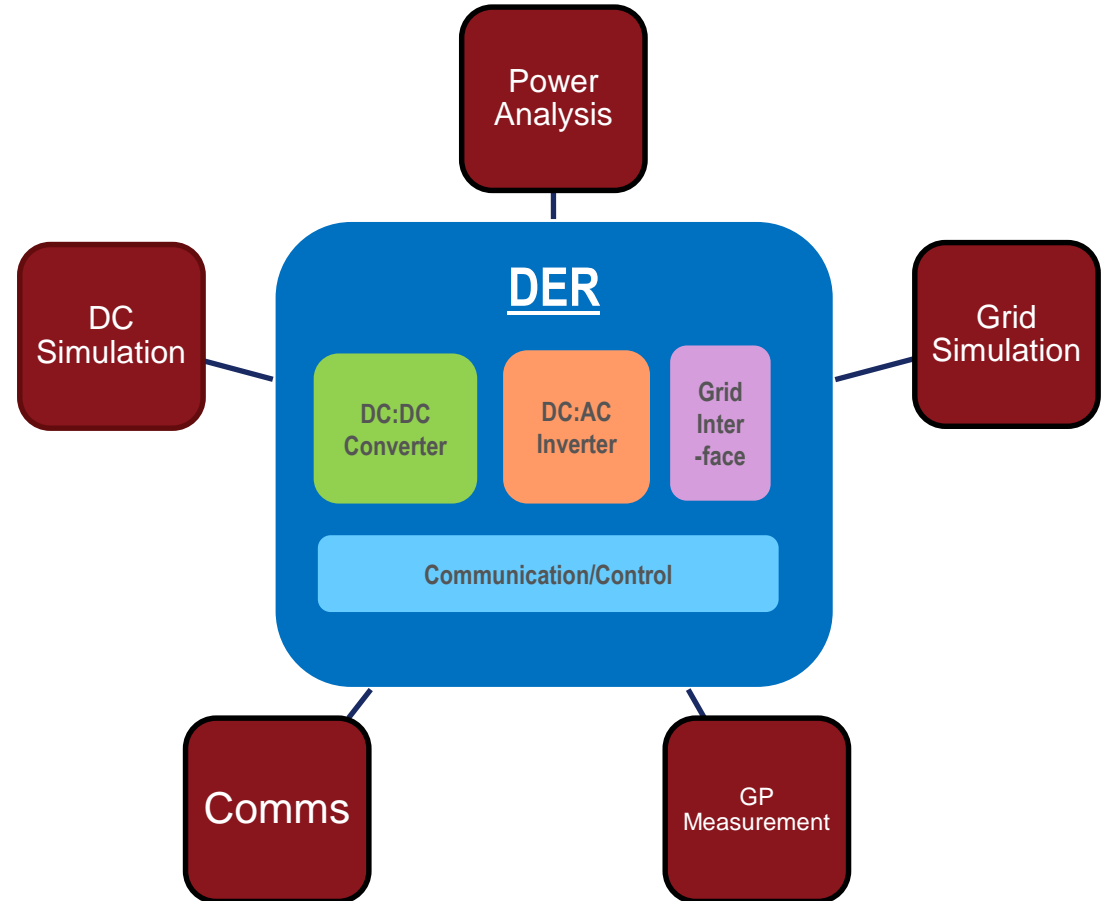 Power
Analysis
DC
Simulation
Grid
Simulation
DER
DC:DC
Converter
DC:AC
Inverter
Grid
Inter
-face
Communication/Control
Comms
GP
Measurement